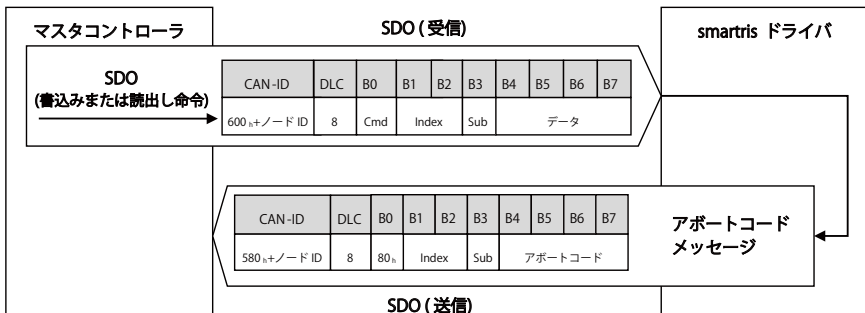 マスタコントローラ
SDO ( 受信 )
smartris ドライバ
SDO
(書込みまたは読出し命令)
CAN-ID DLC B0 B1 B2 B3 B4 B5 B6 B7
600 h+ノード ID 8 Cmd Index Sub データ
CAN-ID DLC B0 B1 B2 B3 B4 B5 B6 B7
580 h+ノード ID 8 80 h Index Sub アボートコード
アボートコード
メッセージ
SDO ( 送信)